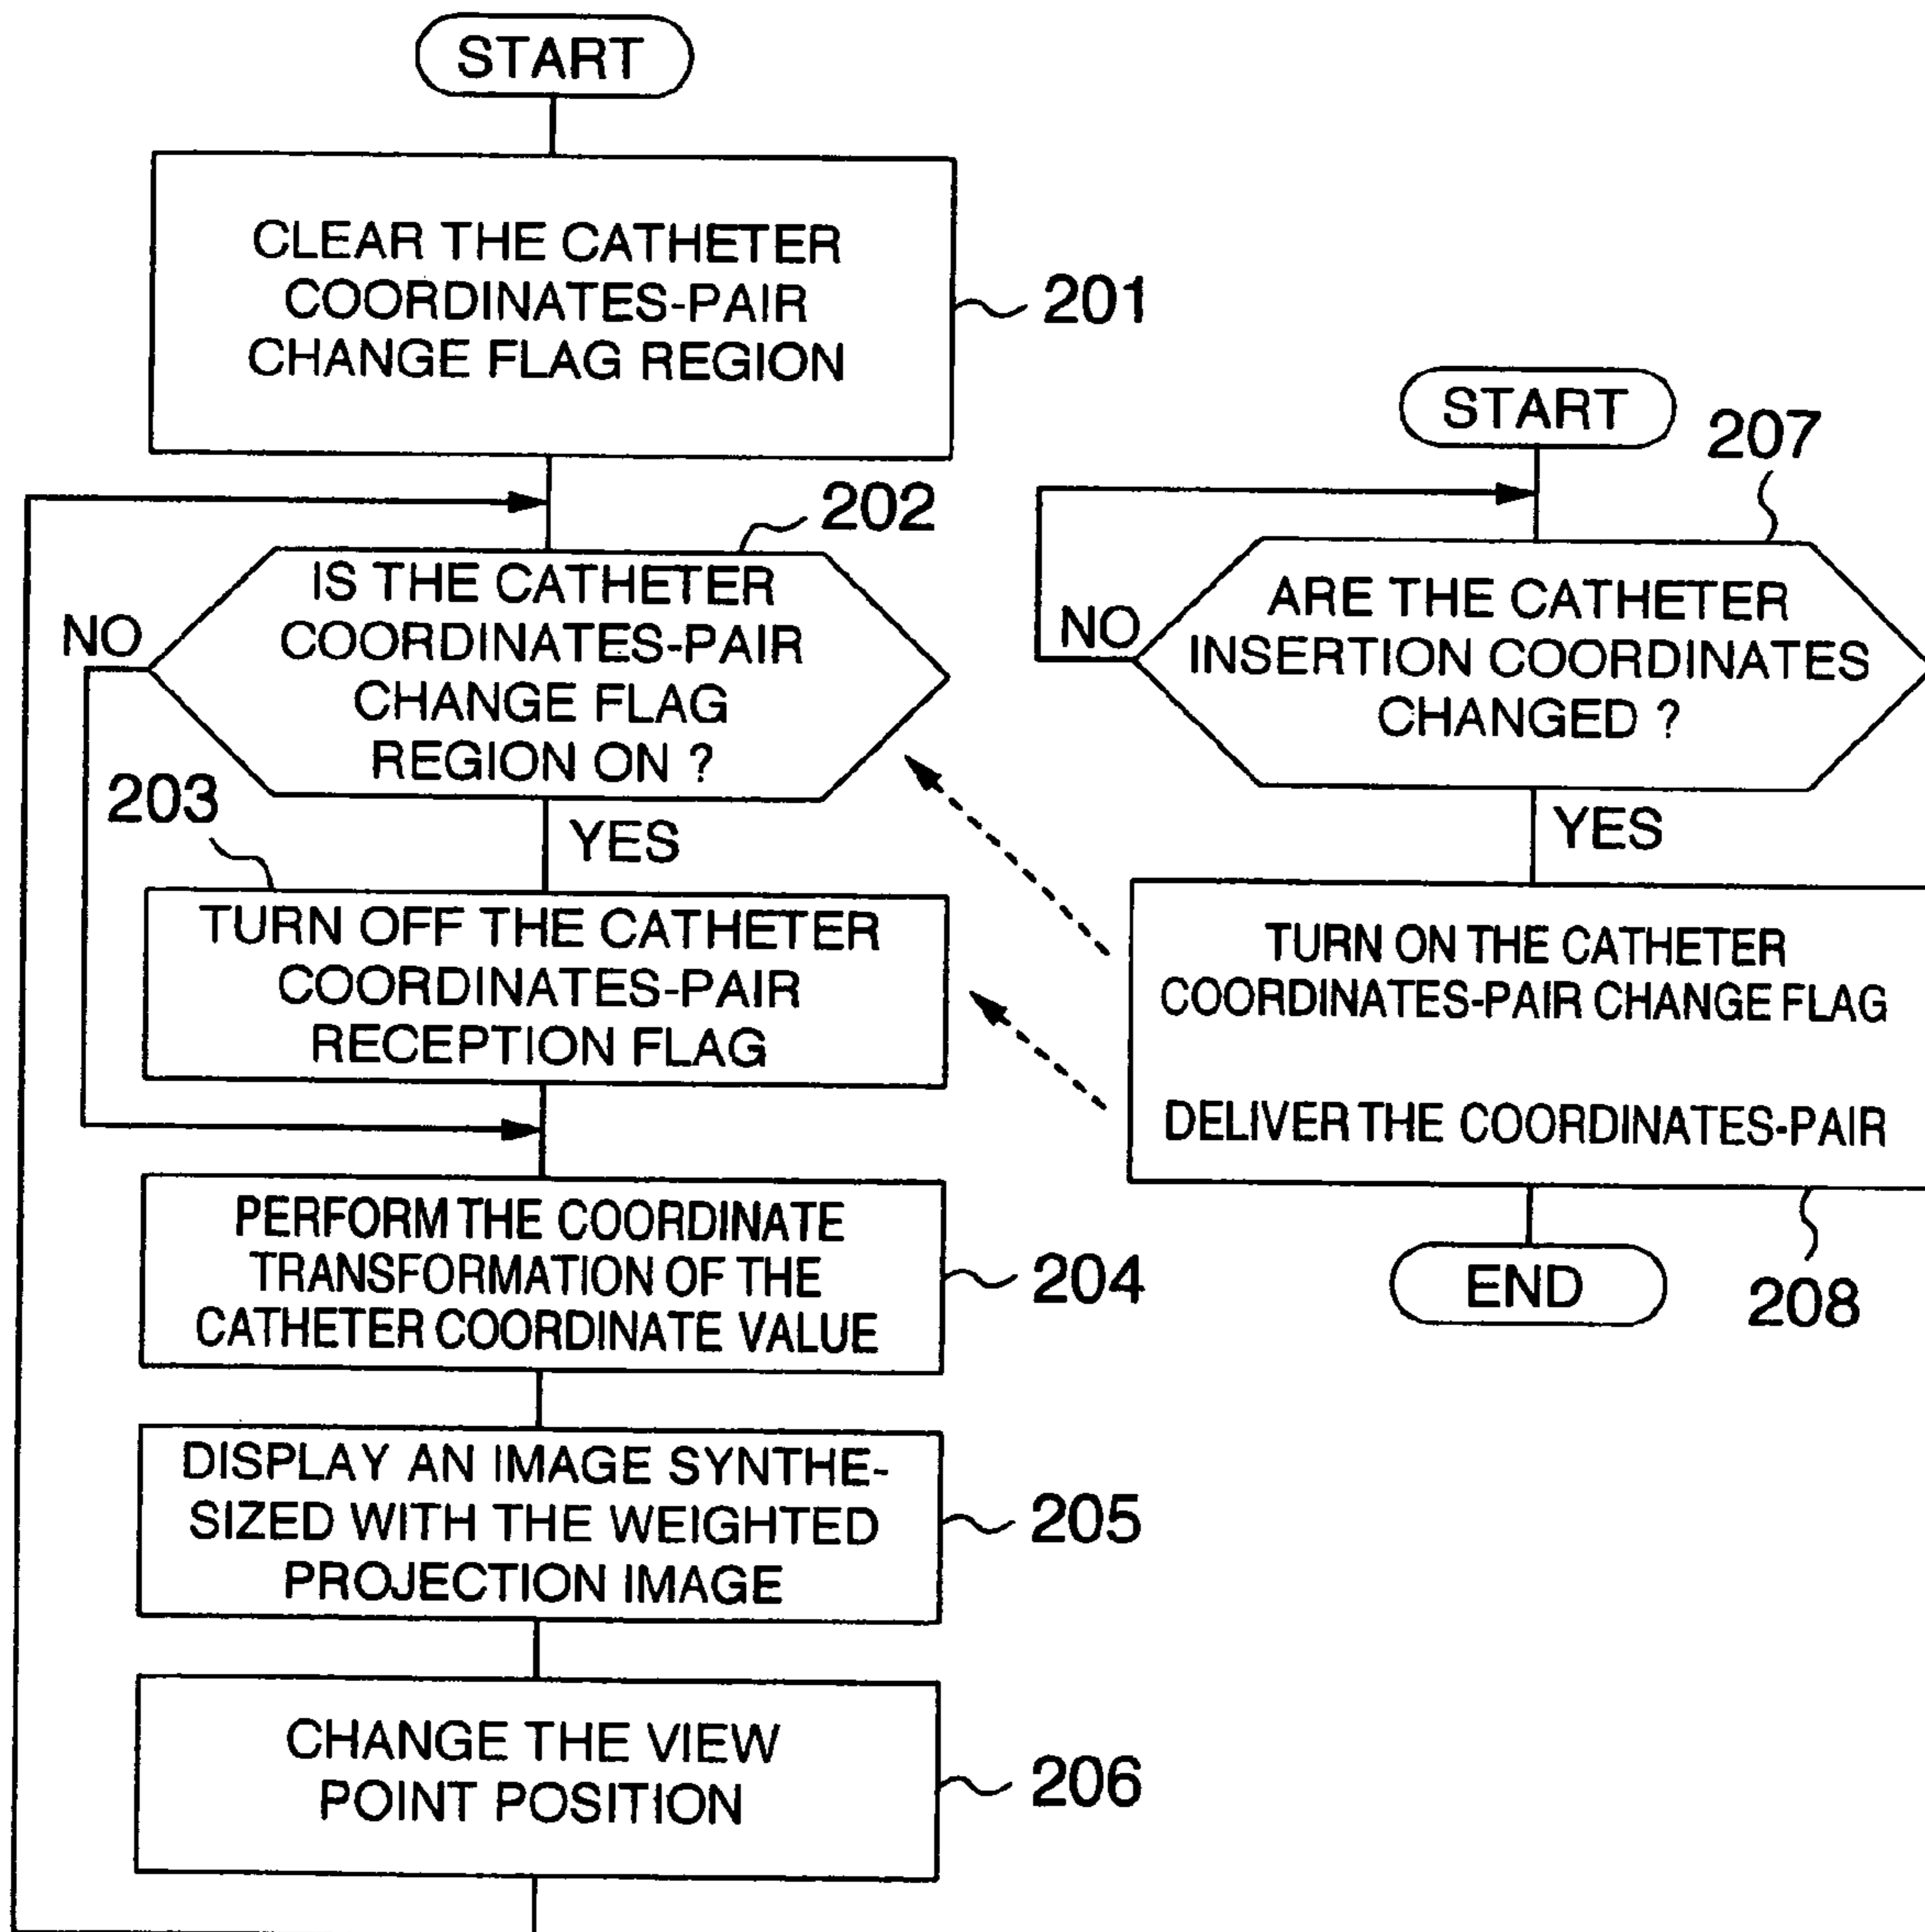 START
CLEAR THE CATHETER
COORDINATES-PAIR
CHANGE FLAG REGION
201
202
IS THE CATHETER
COORDINATES-PAIR
CHANGE FLAG
REGION ON ?
NO
YES
203
TURN OFF THE CATHETER
COORDINATES-PAIR
RECEPTION FLAG
PERFORM THE COORDINATE
TRANSFORMATION OF THE
CATHETER COORDINATE VALUE
204
DISPLAY AN IMAGE SYNTHE-
SIZED WITH THE WEIGHTED
PROJECTION IMAGE
205
CHANGE THE VIEW
POINT POSITION
206
START
207
ARE THE CATHETER
INSERTION COORDINATES
CHANGED ?
NO
YES
TURN ON THE CATHETER
COORDINATES-PAIR CHANGE FLAG
DELIVER THE COORDINATES-PAIR
208
END